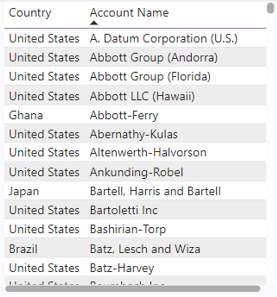 Country Account Name
United States A. Datum Corporation (U.S.)
United States Abbott Group (Andorra)
United States Abbott Group (Florida)
United States Abbott LLC (Hawaii)
Ghana Abbott-Ferry
United States Abernathy-Kulas
United States Altenwerth-Halvorson
United States Ankunding-Robel
Japan Bartell, Harris and Bartell
United States Bartoletti Inc
United States Bashirian-Torp
Brazil Batz, Lesch and Wiza
United States Batz-Harvey
United States